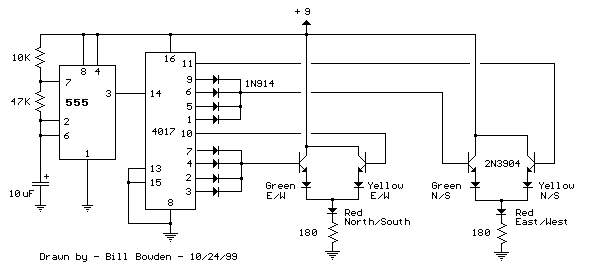 + 9
10K
8 4
7
555
3
47K
2
6
1
+
10uF
16
11
9
6
5
1
1N914
14
4017
10
7
4
2
3
13
15
8
Green
E/W
Yellow
E/W
Red
North/South
180
2N3904
Green
N/S
Yellow
N/S
Red
East/West
180
Drawn by - Bill Bowden - 10/24/99